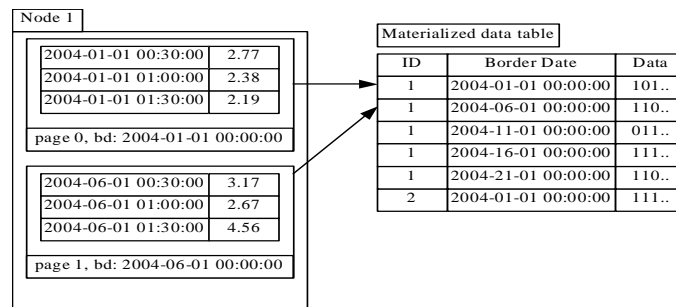 Node 1
2004-01-01 00:30:00 2.77
2004-01-01 01:00:00 2.38
2004-01-01 01:30:00 2.19
page 0, bd: 2004-01-01 00:00:00
2004-06-01 00:30:00 3.17
2004-06-01 01:00:00 2.67
2004-06-01 01:30:00 4.56
page 1, bd: 2004-06-01 00:00:00
Materialized data table
ID Border Date Data
1 2004-01-01 00:00:00 101..
1 2004-06-01 00:00:00 110..
1 2004-11-01 00:00:00 011..
1 2004-16-01 00:00:00 111..
1 2004-21-01 00:00:00 110..
2 2004-01-01 00:00:00 111..